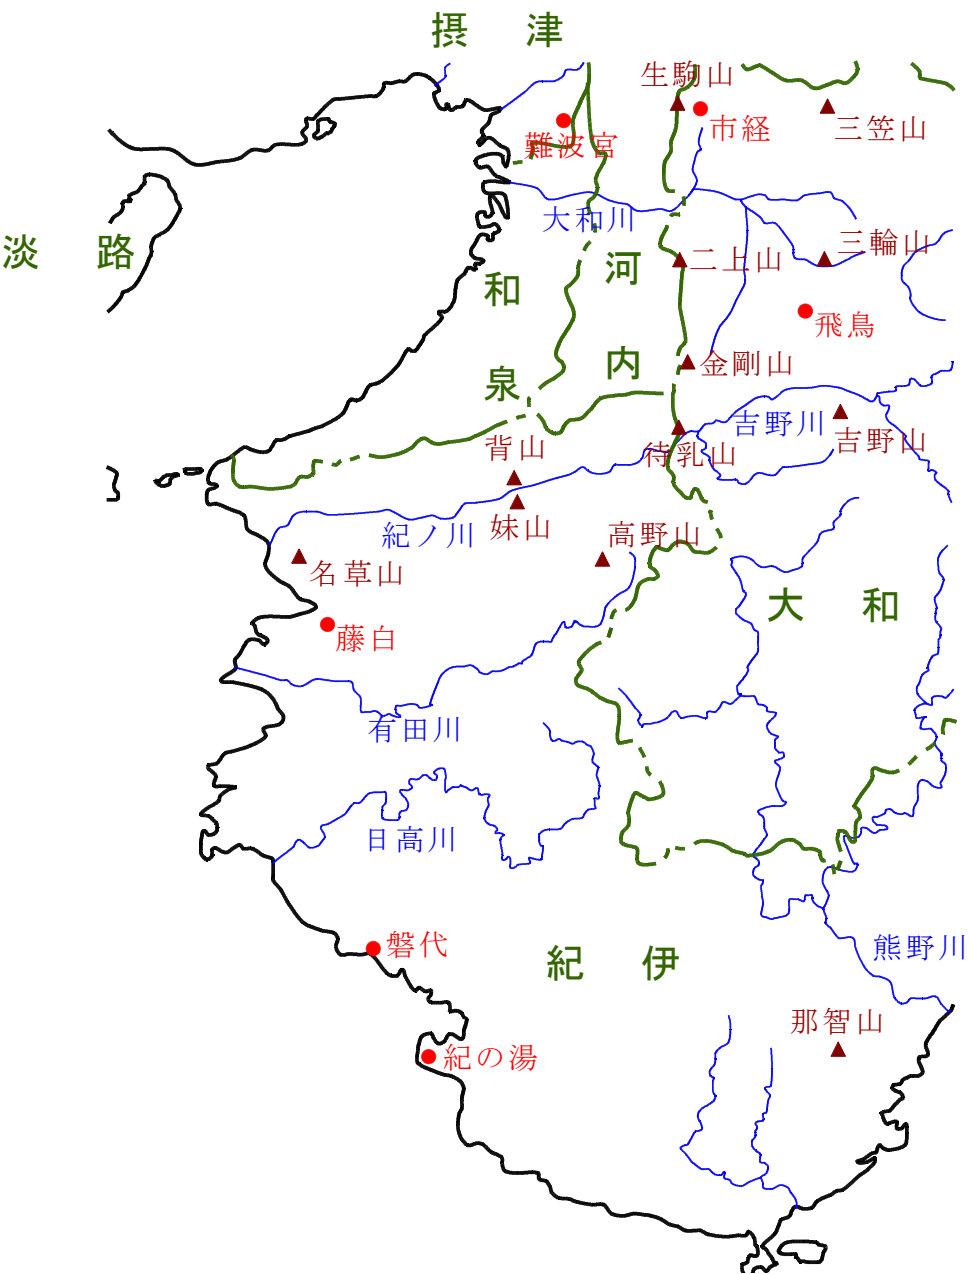 摂 津
生駒山
市経
三笠山
難波宮
大和川
三輪山
淡 路
二上山
和泉
河内
飛鳥
金剛山
吉野川
吉野山
背山
待乳山
妹山
紀ノ川
高野山
名草山
大 和
藤白
有田川
日高川
磐代
紀 伊
熊野川
那智山
紀の湯